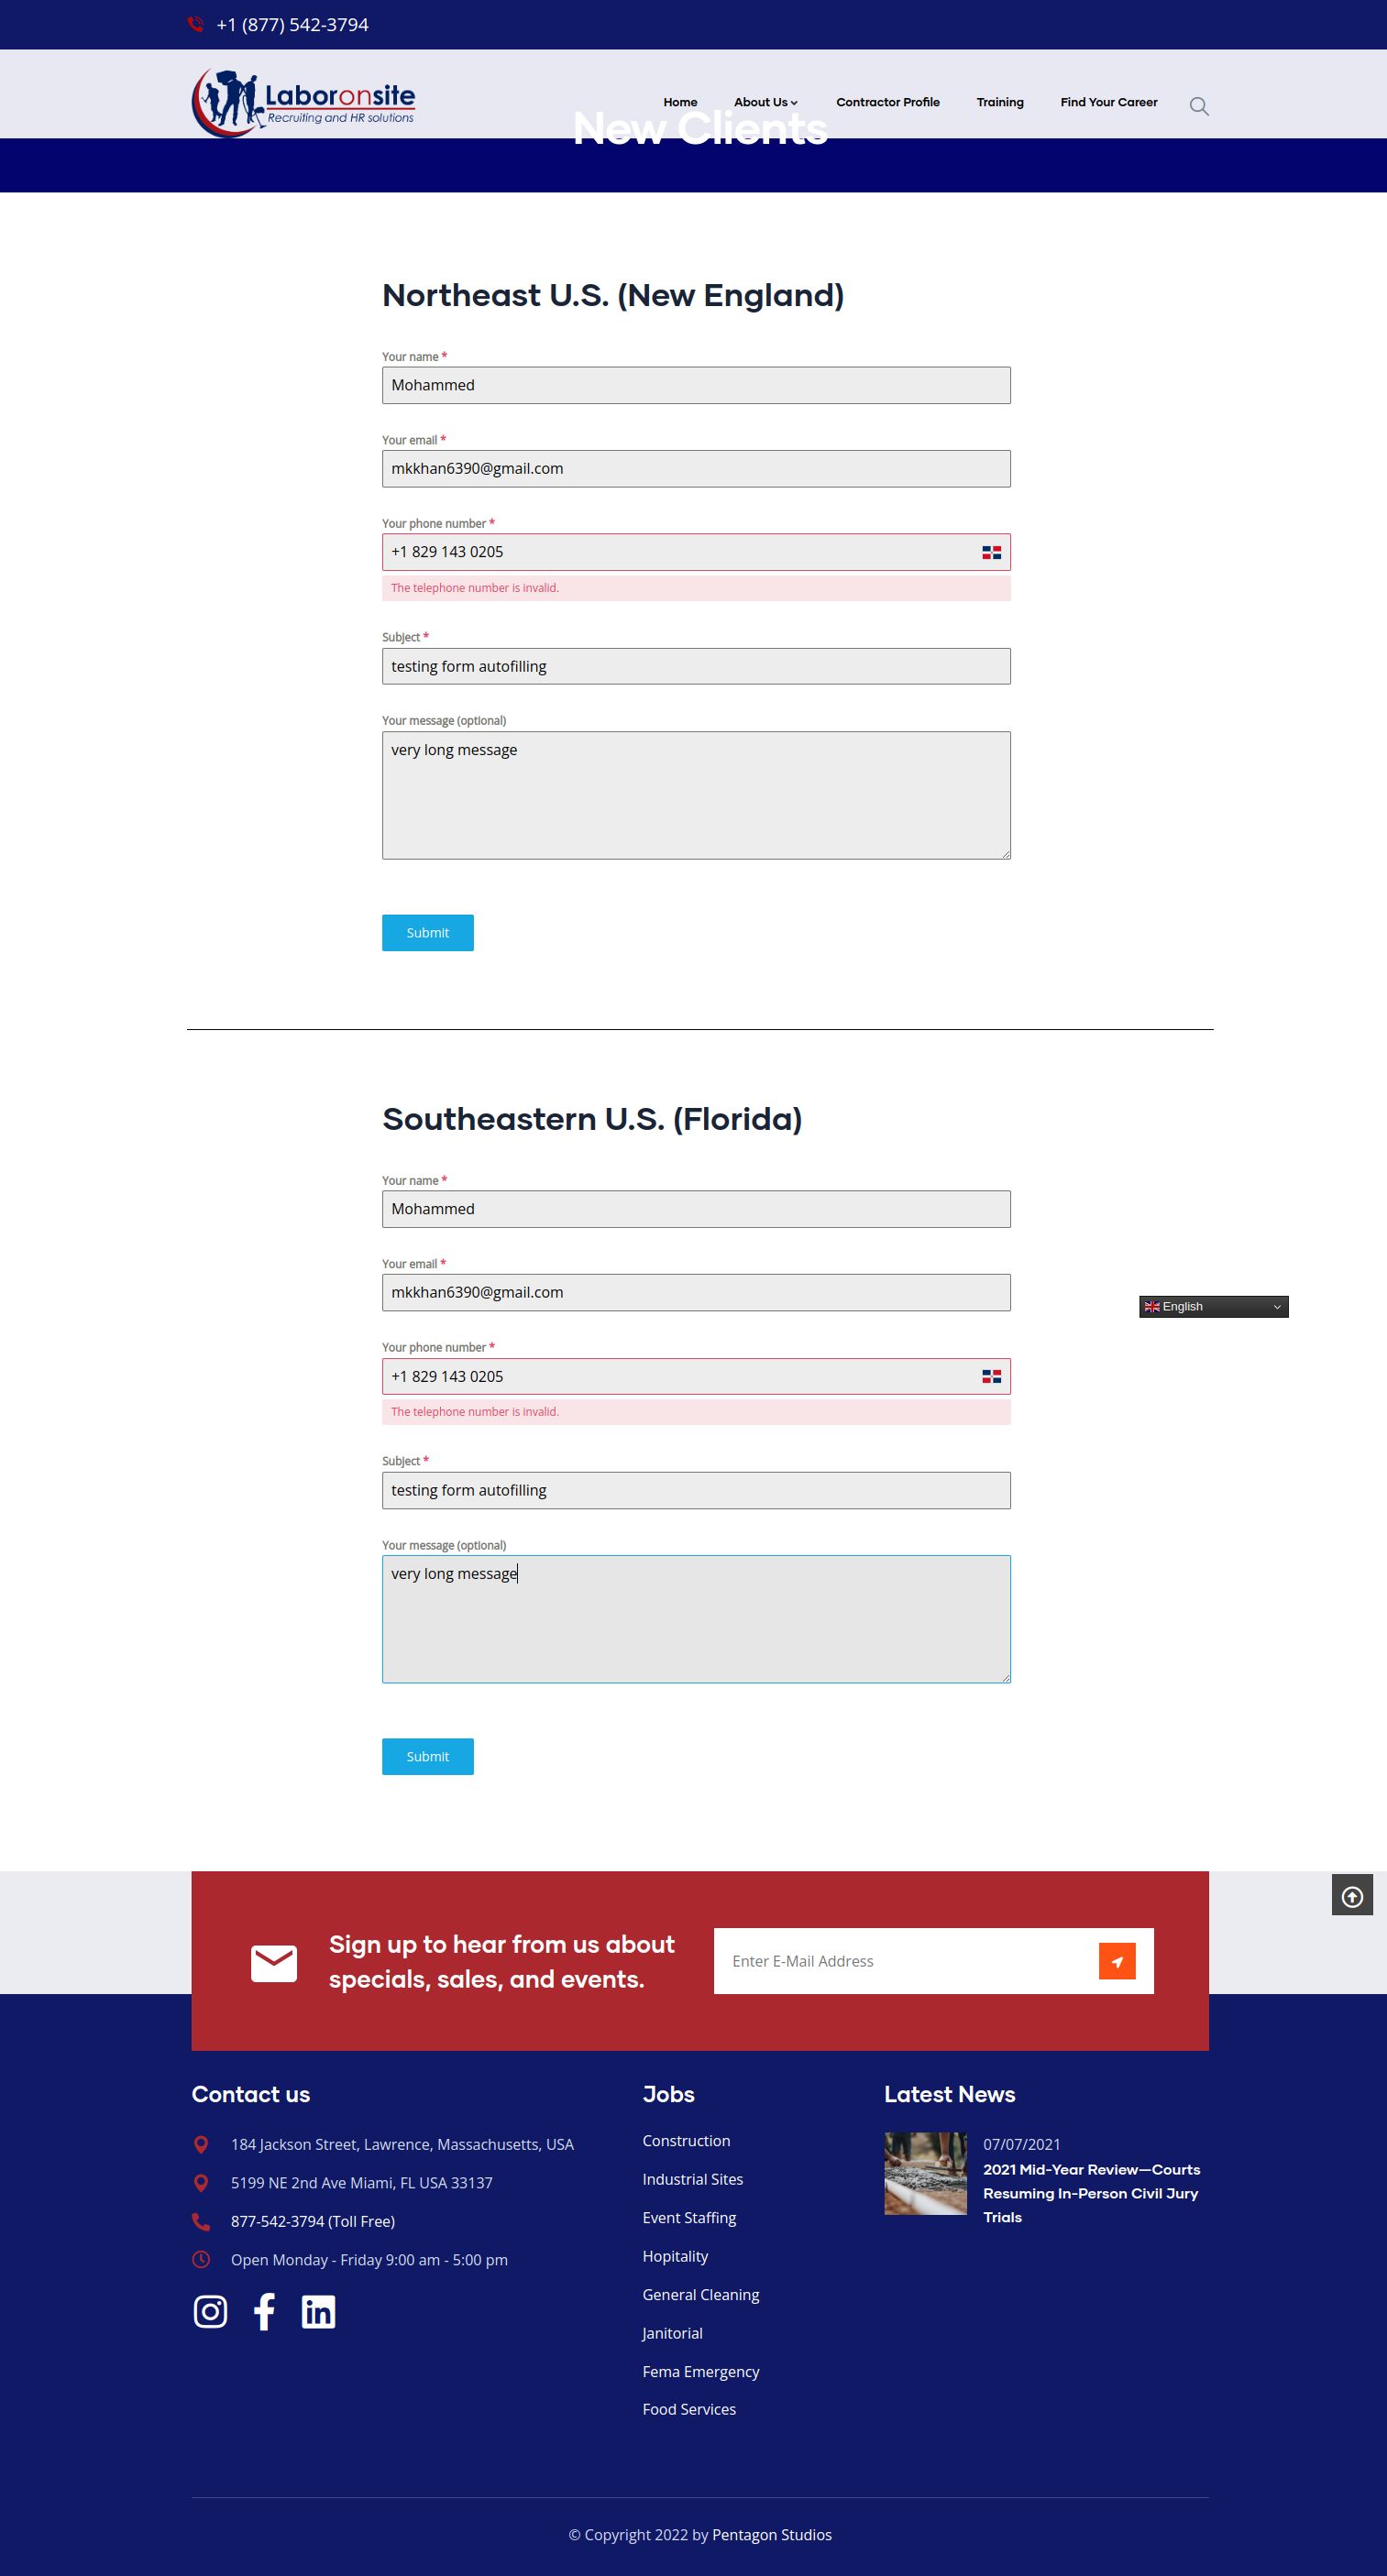 +1 (877) 542-3794
Laboronsite
Recruiting and HR solutions
Home About Us Contractor Profile Training Find Your Career
New Clients
Northeast U.S. (New England)
Your name *
Mohammed
Your email *
mkkhan6390@gmail.com
Your phone number *
+1 829 143 0205
The telephone number is invalid.
Subject *
testing form autofilling
Your message (optional)
very long message
Submit
Southeastern U.S. (Florida)
Your name *
Mohammed
Your email *
mkkhan6390@gmail.com
English
Your phone number *
+1 829 143 0205
The telephone number is invalid.
Subject *
testing form autofilling
Your message (optional)
very long message
Submit
Sign up to hear from us about
specials, sales, and events.
Enter E-Mail Address
Contact us
184 Jackson Street, Lawrence, Massachusetts, USA
5199 NE 2nd Ave Miami, FL USA 33137
877-542-3794 (Toll Free)
Open Monday - Friday 9:00 am - 5:00 pm
Jobs
Construction
Industrial Sites
Event Staffing
Hopitality
General Cleaning
Janitorial
Fema Emergency
Food Services
Latest News
07/07/2021
2021 Mid-Year Review—Courts
Resuming In-Person Civil Jury
Trials
© Copyright 2022 by Pentagon Studios